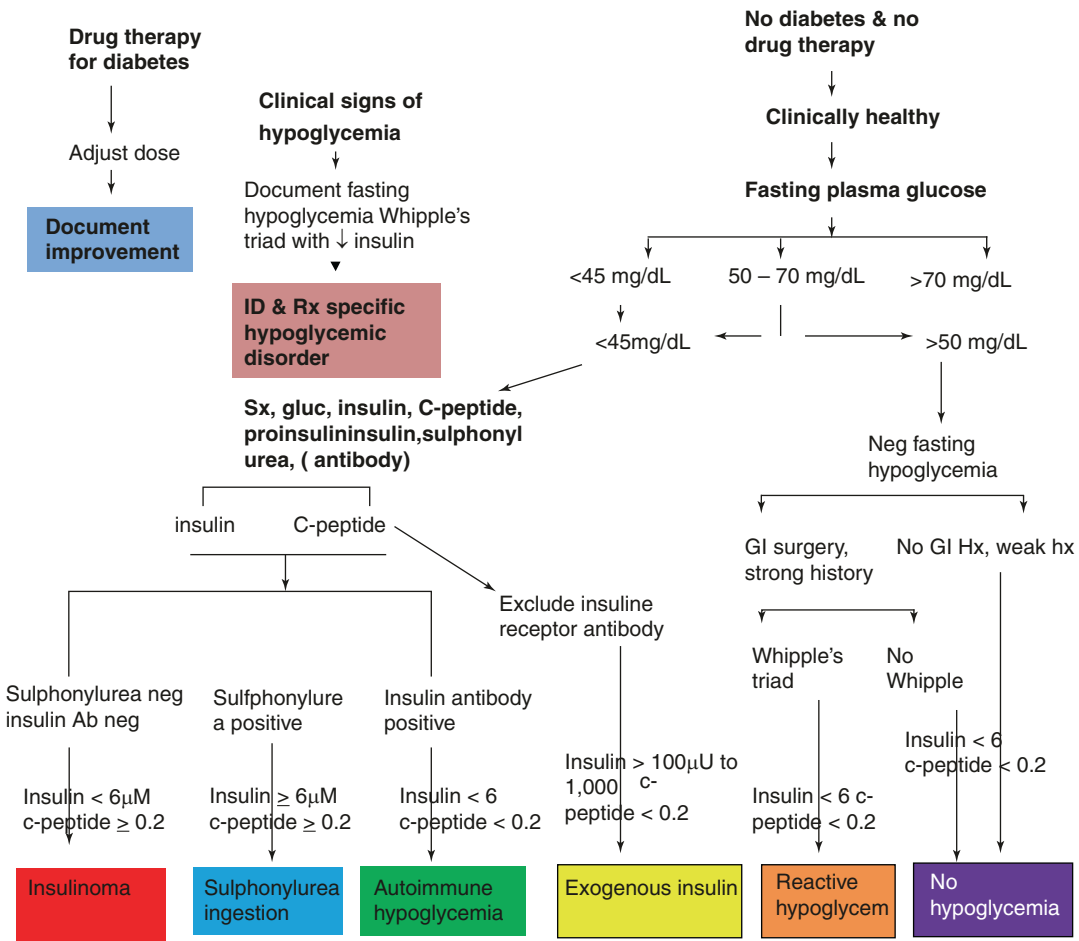 Drug therapy
for diabetes
Adjust dose
Document
improvement
Clinical signs of
hypoglycemia
Document fasting
hypoglycemia Whipple's
triad with ↓ insulin
ID & Rx specific
hypoglycemic
disorder
No diabetes & no
drug therapy
Clinically healthy
Fasting plasma glucose
<45 mg/dL
50 – 70 mg/dL
>70 mg/dL
<45mg/dL
>50 mg/dL
Sx, gluc, insulin, C-peptide,
proinsulininsulin,sulphonyl
urea, ( antibody)
insulin
C-peptide
Neg fasting
hypoglycemia
GI surgery,
strong history
No GI Hx, weak hx
Exclude insuline
receptor antibody
Whipple's
triad
No
Whipple
Sulphonylurea neg
insulin Ab neg
Sulfphonylure
a positive
Insulin antibody
positive
Insulin < 6μM
c-peptide ≥ 0.2
Insulin ≥ 6μM
c-peptide ≥ 0.2
Insulin < 6
c-peptide < 0.2
Insulin > 100μU to
1,000 c-
peptide < 0.2
Insulin < 6 c-
peptide < 0.2
Insulin < 6
c-peptide < 0.2
Insulinoma
Sulphonylurea
ingestion
Autoimmune
hypoglycemia
Exogenous insulin
Reactive
hypoglycem
No
hypoglycemia